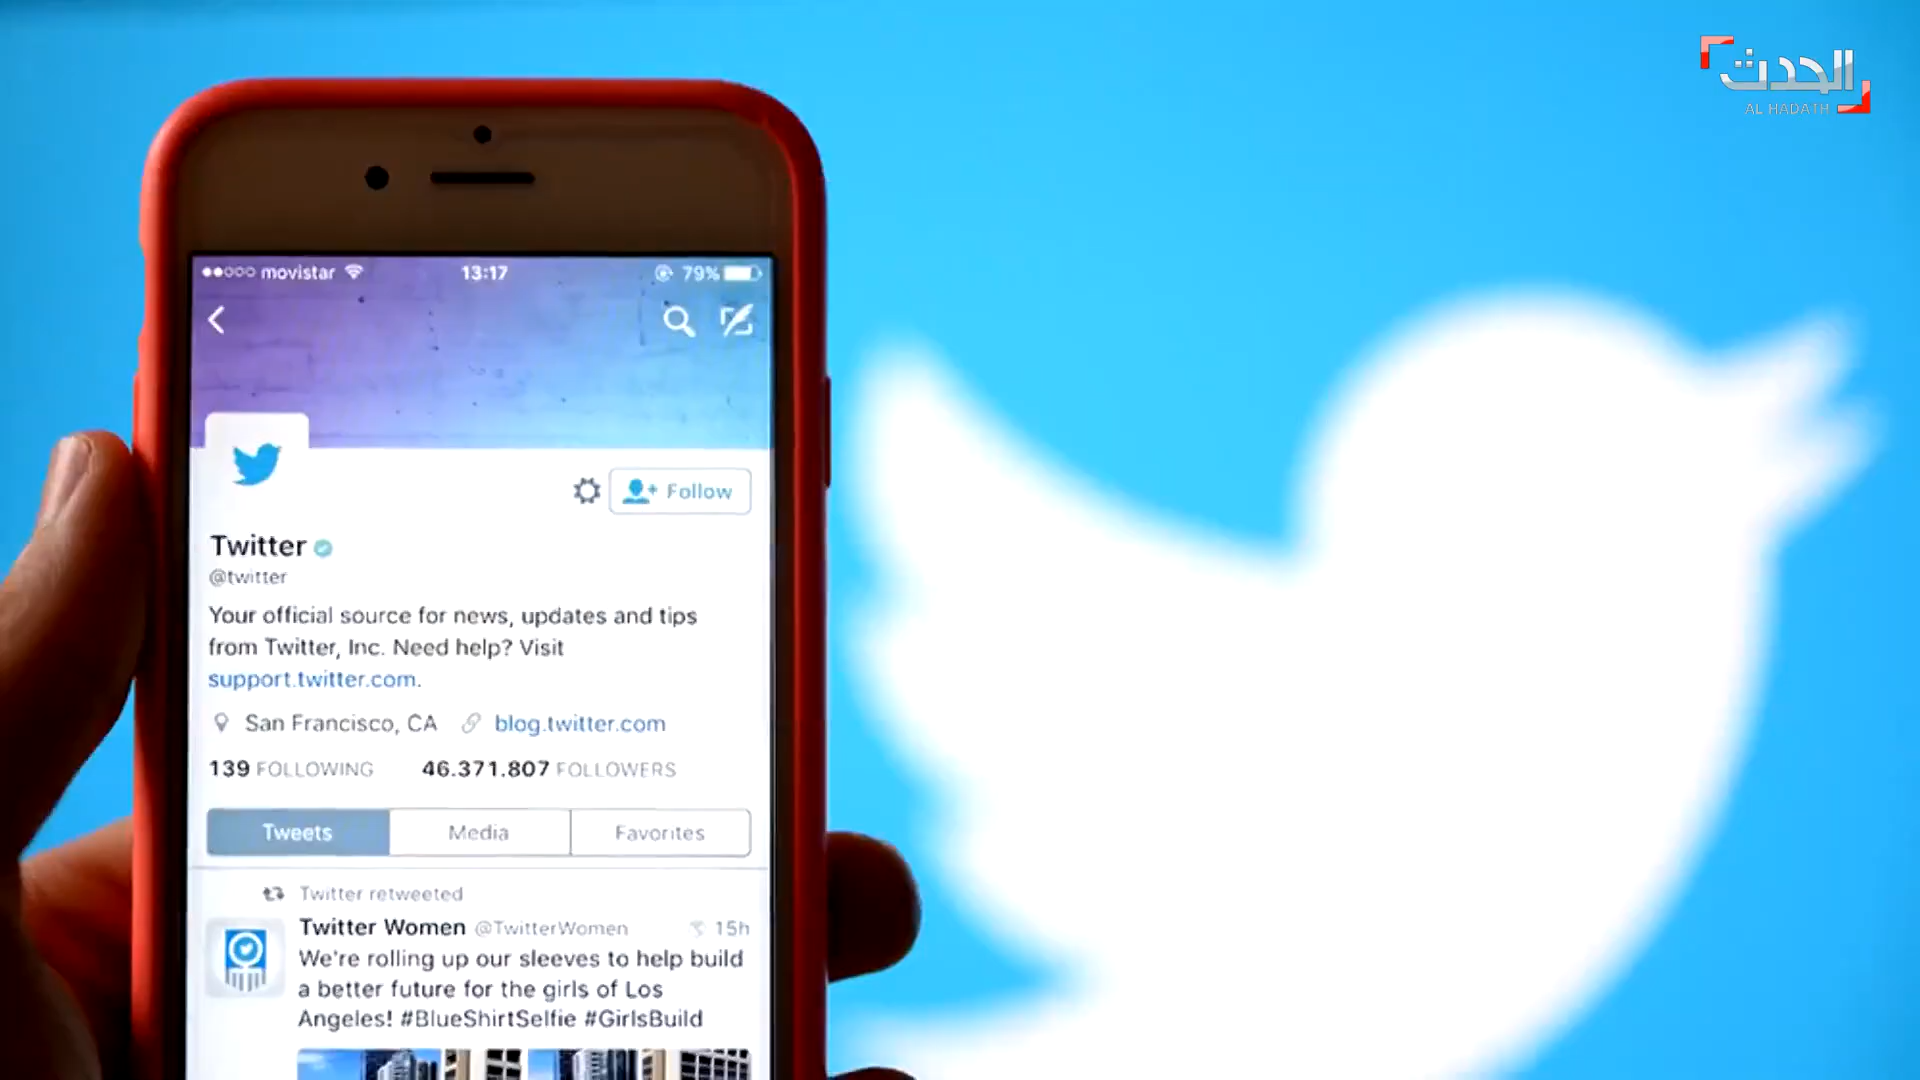 الحدث
AL HADATH
movistar 13:17 79%
Follow
Twitter
@twitter
Your official source for news, updates and tips
from Twitter, Inc. Need help? Visit
support.twitter.com.
San Francisco, CA blog.twitter.com
139 FOLLOWING 46.371.807 FOLLOWERS
Tweets Media Favorites
Twitter retweeted
Twitter Women @TwitterWomen 15h
We're rolling up our sleeves to help build
a better future for the girls of Los
Angeles! #BlueShirtSelfie #GirlsBuild